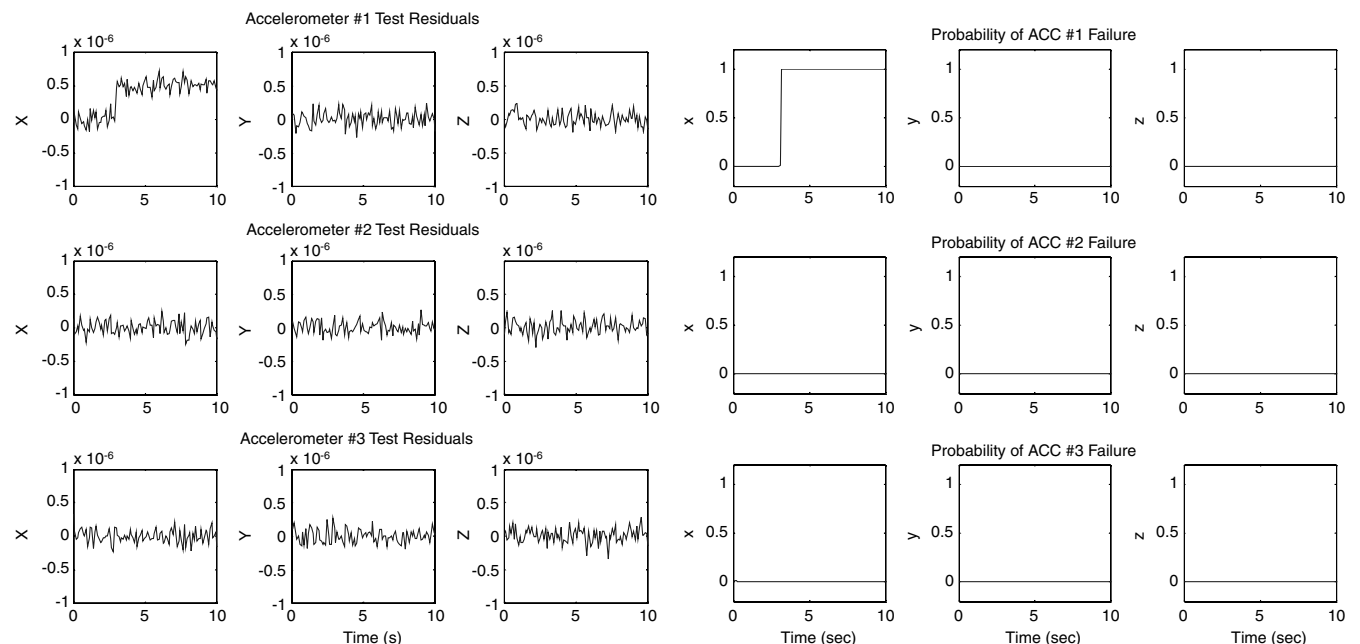 Accelerometer #1 Test Residuals
x 10-6
x 10-6
x 10-6
1
0.5
0
-0.5
-1
X
0 5 10
1
0.5
0
-0.5
-1
Y
0 5 10
1
0.5
0
-0.5
-1
Z
0 5 10
Probability of ACC #1 Failure
1
0.5
0
x
0 5 10
1
0.5
0
y
0 5 10
1
0.5
0
z
0 5 10
Accelerometer #2 Test Residuals
x 10-6
x 10-6
x 10-6
1
0.5
0
-0.5
-1
X
0 5 10
1
0.5
0
-0.5
-1
Y
0 5 10
1
0.5
0
-0.5
-1
Z
0 5 10
Probability of ACC #2 Failure
1
0.5
0
x
0 5 10
1
0.5
0
y
0 5 10
1
0.5
0
z
0 5 10
Accelerometer #3 Test Residuals
x 10-6
x 10-6
x 10-6
1
0.5
0
-0.5
-1
X
0 5 10
1
0.5
0
-0.5
-1
Y
0 5 10
Time (s)
1
0.5
0
-0.5
-1
Z
0 5 10
Probability of ACC #3 Failure
1
0.5
0
x
0 5 10
Time (sec)
1
0.5
0
y
0 5 10
1
0.5
0
z
0 5 10
Time (sec)